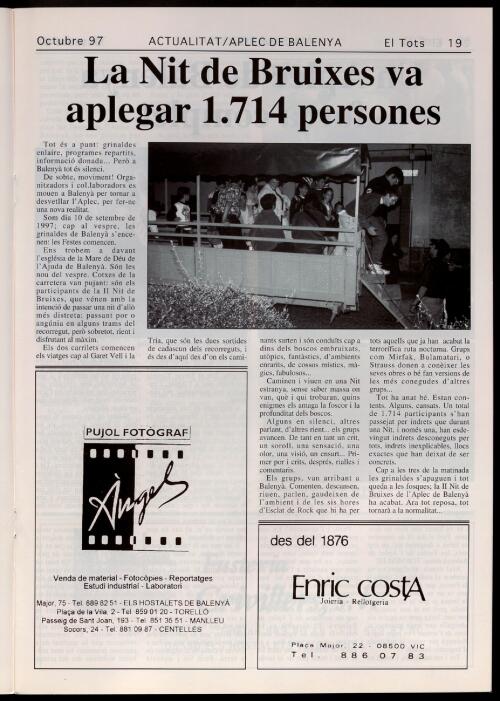 Octubre 97 ACTUALITAT/APLEC DE BALENYA El Tots 19
La Nit de Bruixes va
aplegar 1.714 persones
Tot és a punt: grinaldes
enlaire, programes repartits,
informació donada... Però a
Balenyà tot és silenci.
De sobte, moviment! Orga-
nitzadors i col.laboradors es
mouen a Balenyà per tornar a
desvetllar l'Aplec, per fer-ne
una nova realitat.
Som dia 10 de setembre de
1997; cap al vespre, les
grinaldes de Balenyà s'ence-
nen: les Festes comencen.
Ens trobem a davant
l'església de la Mare de Déu de
l'Ajuda de Balenyà. Són les
nou del vespre. Cotxes de la
carretera van pujant: són els
participants de la II Nit de
Bruixes, que vénen amb la
intenció de passar una nit d'allò
més distreta; passant por o
angúnia en alguns trams del
recorregut, però sobretot, rient i
disfrutant al màxim.
Els dos carrilets comencen
els viatges cap al Garet Vell i la
Tria, que són les dues sortides
de cadascun dels recorreguts, i
és des d'aquí des d'on els cami-
nants surten i són conduïts cap a
dins dels boscos embruixats,
utòpics, fantàstics, d'ambients
errants, de cossus místics, mà-
gics, fabulosos...
Caminen i viuen en una Nit
estranya, sense saber massa on
van, què i qui trobaran, quins
enigmes els amaga la foscor i la
profunditat dels boscos.
Alguns en silenci, altres
parlant, d'altres rient... els grups
avancen. De tant en tant un crit,
un soroll, una sensació, una
olor, una visió, un ensurt... Pri-
mer por i crits, després, rialles i
comentaris.
Els grups, van arribant a
Balenyà. Comenten, descansen,
riuen, parlen, gaudeixen de
l'ambient i de les sis hores
d'Esclat de Rock que hi ha per
tots aquells que ja han acabat la
terrorífica ruta nocturna. Grups
com Mirfak, Bulamatari, o
Strauss donen a conèixer les
seves obres o bé fan versions de
les més conegudes d'altres
grups...
Tot ha anat bé. Estan con-
tents. Alguns, cansats. Un total
de 1.714 participants s'han
passejat per indrets que durant
una Nit, i només una, han esde-
vingut indrets desconeguts per
tots, indrets inexplicables, llocs
exactes que han deixat de ser
concrets.
Cap a les tres de la matinada
les grinaldes s'apaguen i tot
queda a les fosques; la II Nit de
Bruixes de l'Aplec de Balenyà
ha acabat. Ara tot reposa, tot
tornarà a la normalitat...
PUJOL FOTÒGRAF
Àngel
Venda de material - Fotocòpies - Reportatges
Estudi industrial - Laboratori
Major, 75 - Tel. 889 82 51 - ELS HOSTALETS DE BALENYÀ
Plaça de la Vila, 2 - Tel. 859 01 20 - TORELLÓ
Passeig de Sant Joan, 193 - Tel. 851 35 51 - MANLLEU
Socors, 24 - Tel. 881 09 87 - CENTELLES
des del 1876
Enric costA
Joieria - Rellotgeria
Plaça Major, 22 - 08500 VIC
Tel. 886 07 83